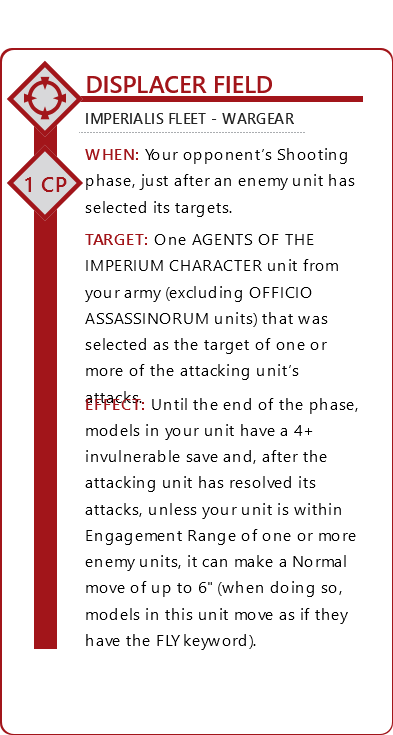 DISPLACER FIELD
IMPERIALIS FLEET - WARGEAR
WHEN: Your opponent's Shooting
phase, just after an enemy unit has
selected its targets.
1 CP
TARGET: One AGENTS OF THE
IMPERIUM CHARACTER unit from
your army (excluding OFFICIO
ASSASSINORUM units) that was
selected as the target of one or
more of the attacking unit's
attacks.
EFFECT: Until the end of the phase,
models in your unit have a 4+
invulnerable save and, after the
attacking unit has resolved its
attacks, unless your unit is within
Engagement Range of one or more
enemy units, it can make a Normal
move of up to 6" (when doing so,
models in this unit move as if they
have the FLY keyword).